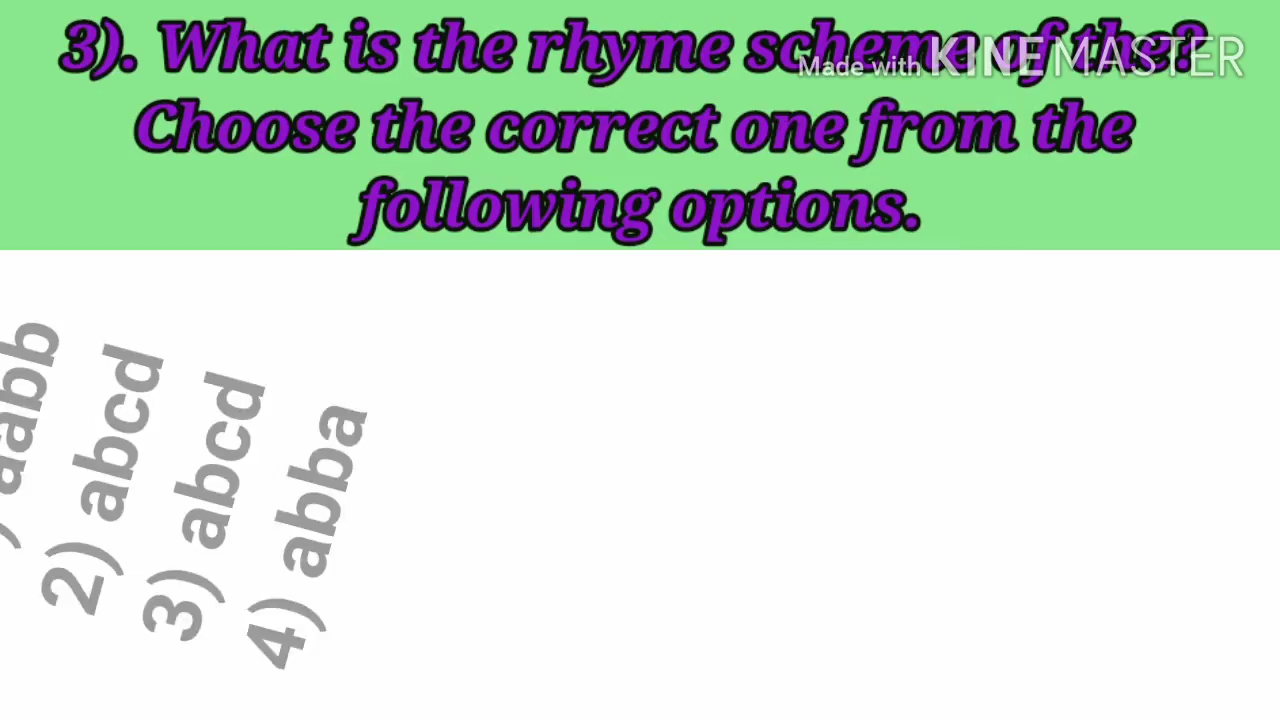 3). What is the rhyme scheme of the?
Made with KINEMASTER
Choose the correct one from the
following options.
) aabb
2) abcd
3) abcd
4) abba